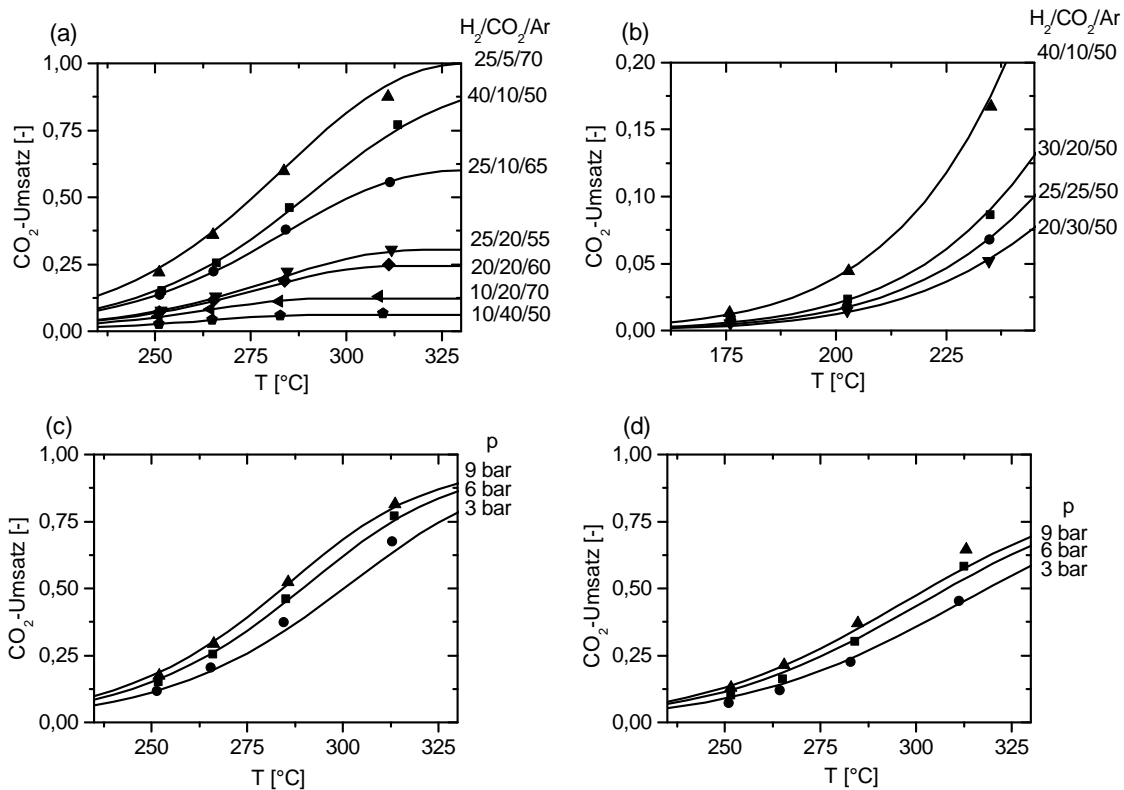 (a)
H₂/CO₂/Ar
25/5/70
40/10/50
25/10/65
25/20/55
20/20/60
10/20/70
10/40/50
1,00
0,75
0,50
0,25
0,00
CO₂-Umsatz [-]
250 275 300 325
T [°C]
(b)
H₂/CO₂/Ar
40/10/50
30/20/50
25/25/50
20/30/50
0,20
0,15
0,10
0,05
0,00
CO₂-Umsatz [-]
175 200 225
T [°C]
(c)
p
9 bar
6 bar
3 bar
1,00
0,75
0,50
0,25
0,00
CO₂-Umsatz [-]
250 275 300 325
T [°C]
(d)
p
9 bar
6 bar
3 bar
1,00
0,75
0,50
0,25
0,00
CO₂-Umsatz [-]
250 275 300 325
T [°C]